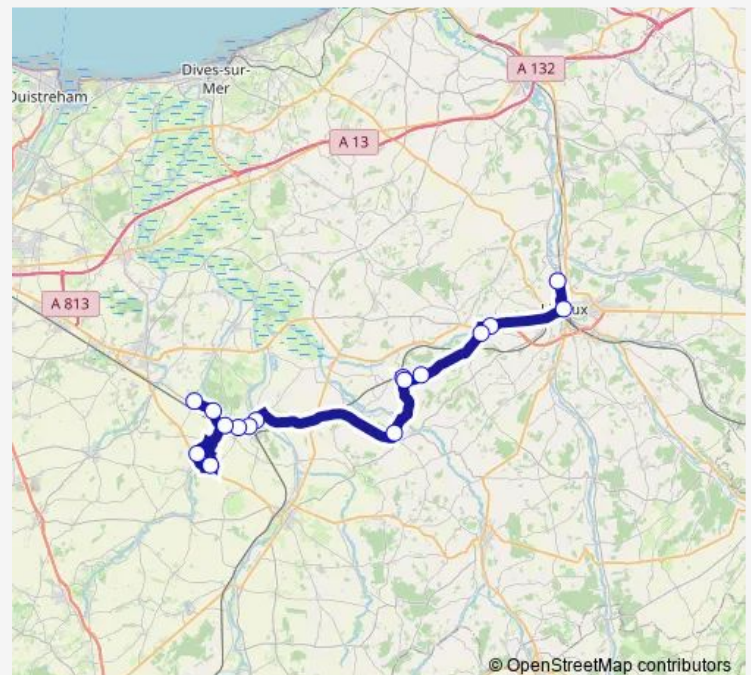 Dives-sur-
Mer
Ouistreham
A 132
A 13
A 813
© OpenStreetMap contributors